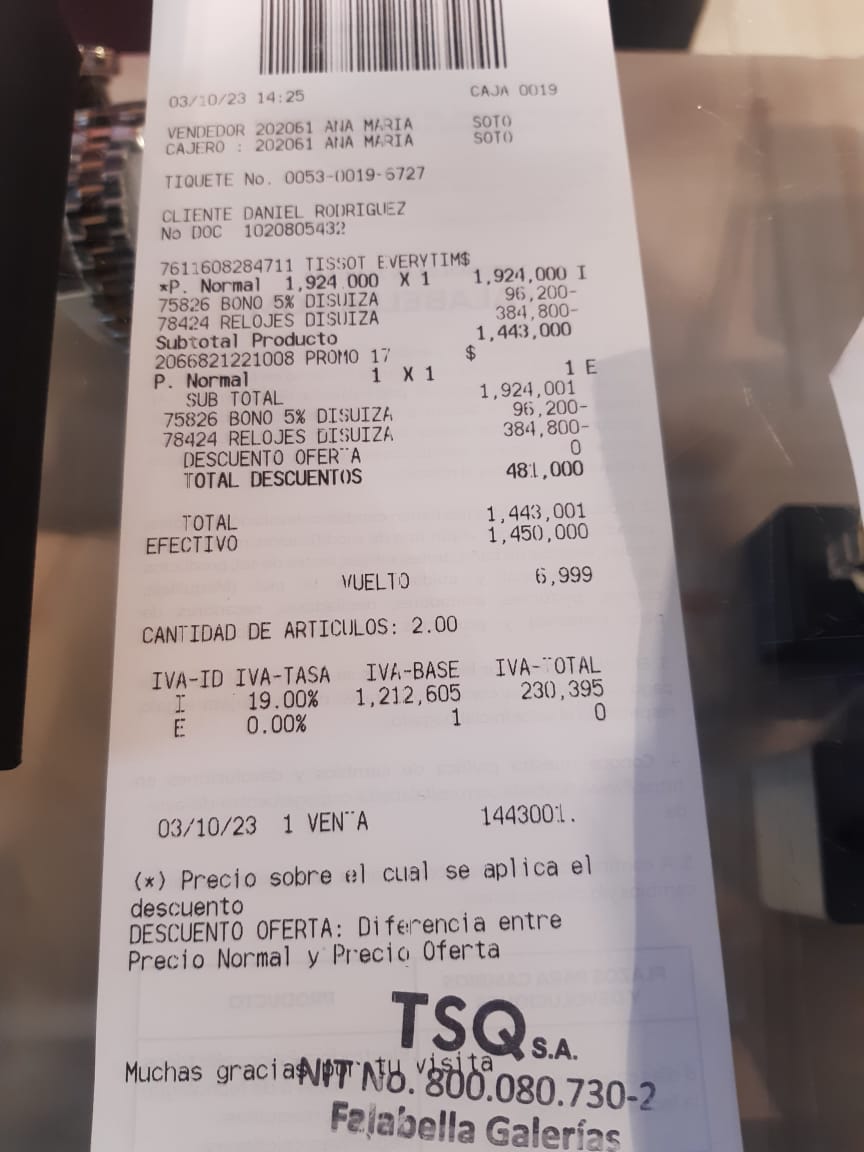 03/10/23 14:25 CAJA 0019
VENDEDOR 202061 ANA MARIA SOTO
CAJERO : 202061 ANA MARIA SOTO
TIQUETE No. 0053-0019-6727
CLIENTE DANIEL RODRIGUEZ
No DOC 1020805432
7611608284711 TISSOT EVERYTIM$
*P. Normal 1,924.000 X 1 1,924,000 I
75826 BONO 5% DISUIZA 96,200-
78424 RELOJES DISUIZA 384,800-
Subtotal Producto 1,443,000
2066821221008 PROMO 17 $
P. Normal 1 X 1 1 E
SUB TOTAL 1,924,001
75826 BONO 5% DISUIZA 96,200-
78424 RELOJES DISUIZA 384,800-
DESCUENTO OFERTA 0
TOTAL DESCUENTOS 481,000
TOTAL 1,443,001
EFECTIVO 1,450,000
VUELTO 6,999
CANTIDAD DE ARTICULOS: 2.00
IVA-ID IVA-TASA IVA-BASE IVA-TOTAL
I 19.00% 1,212,605 230,395
E 0.00% 1 0
03/10/23 1 VENTA 1443001.
(*) Precio sobre el cual se aplica el
descuento
DESCUENTO OFERTA: Diferencia entre
Precio Normal y Precio Oferta
TSQ S.A.
Muchas gracias por tu visita
NIT No. 800.080.730-2
Falabella Galerías